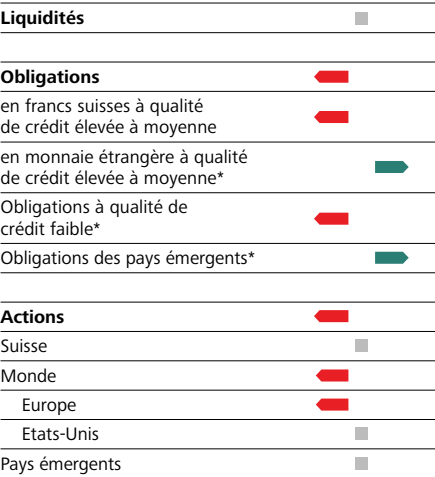 Liquidités
Obligations
en francs suisses à qualité
de crédit élevée à moyenne
en monnaie étrangère à qualité
de crédit élevée à moyenne*
Obligations à qualité de
crédit faible*
Obligations des pays émergents*
Actions
Suisse
Monde
Europe
Etats-Unis
Pays émergents